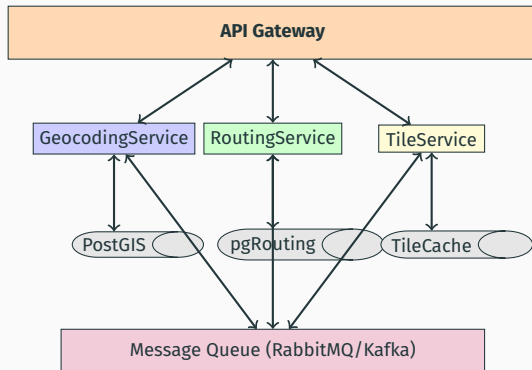 API Gateway
GeocodingService
RoutingService
TileService
PostGIS
pgRouting
TileCache
Message Queue (RabbitMQ/Kafka)